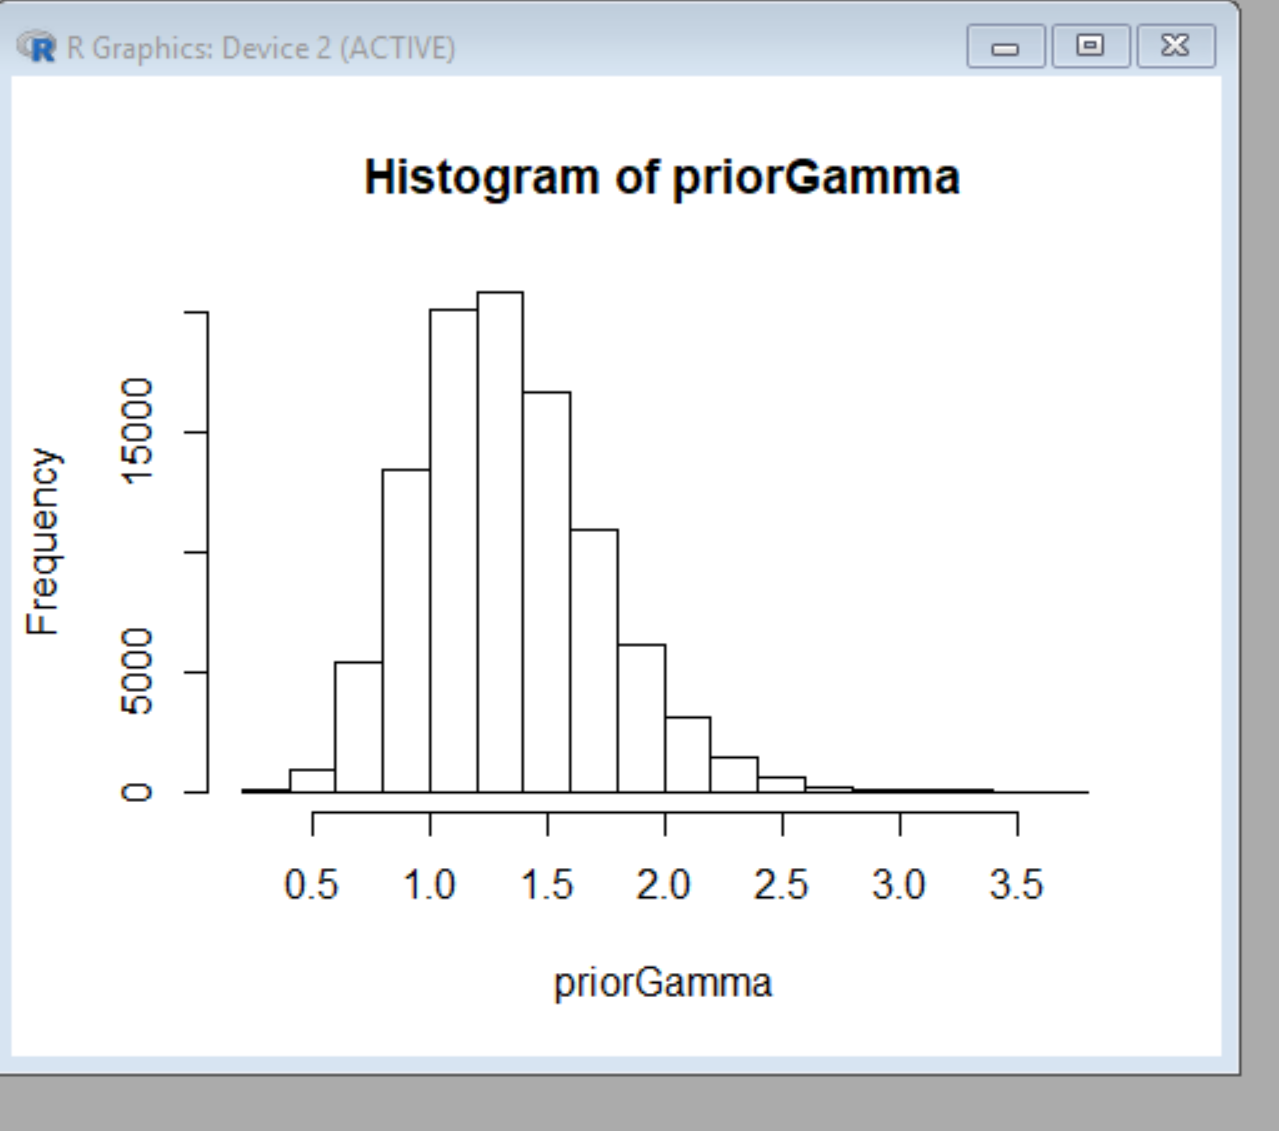 R R Graphics: Device 2 (ACTIVE)
Histogram of priorGamma
Frequency
15000
5000
0
0.5 1.0 1.5 2.0 2.5 3.0 3.5
priorGamma